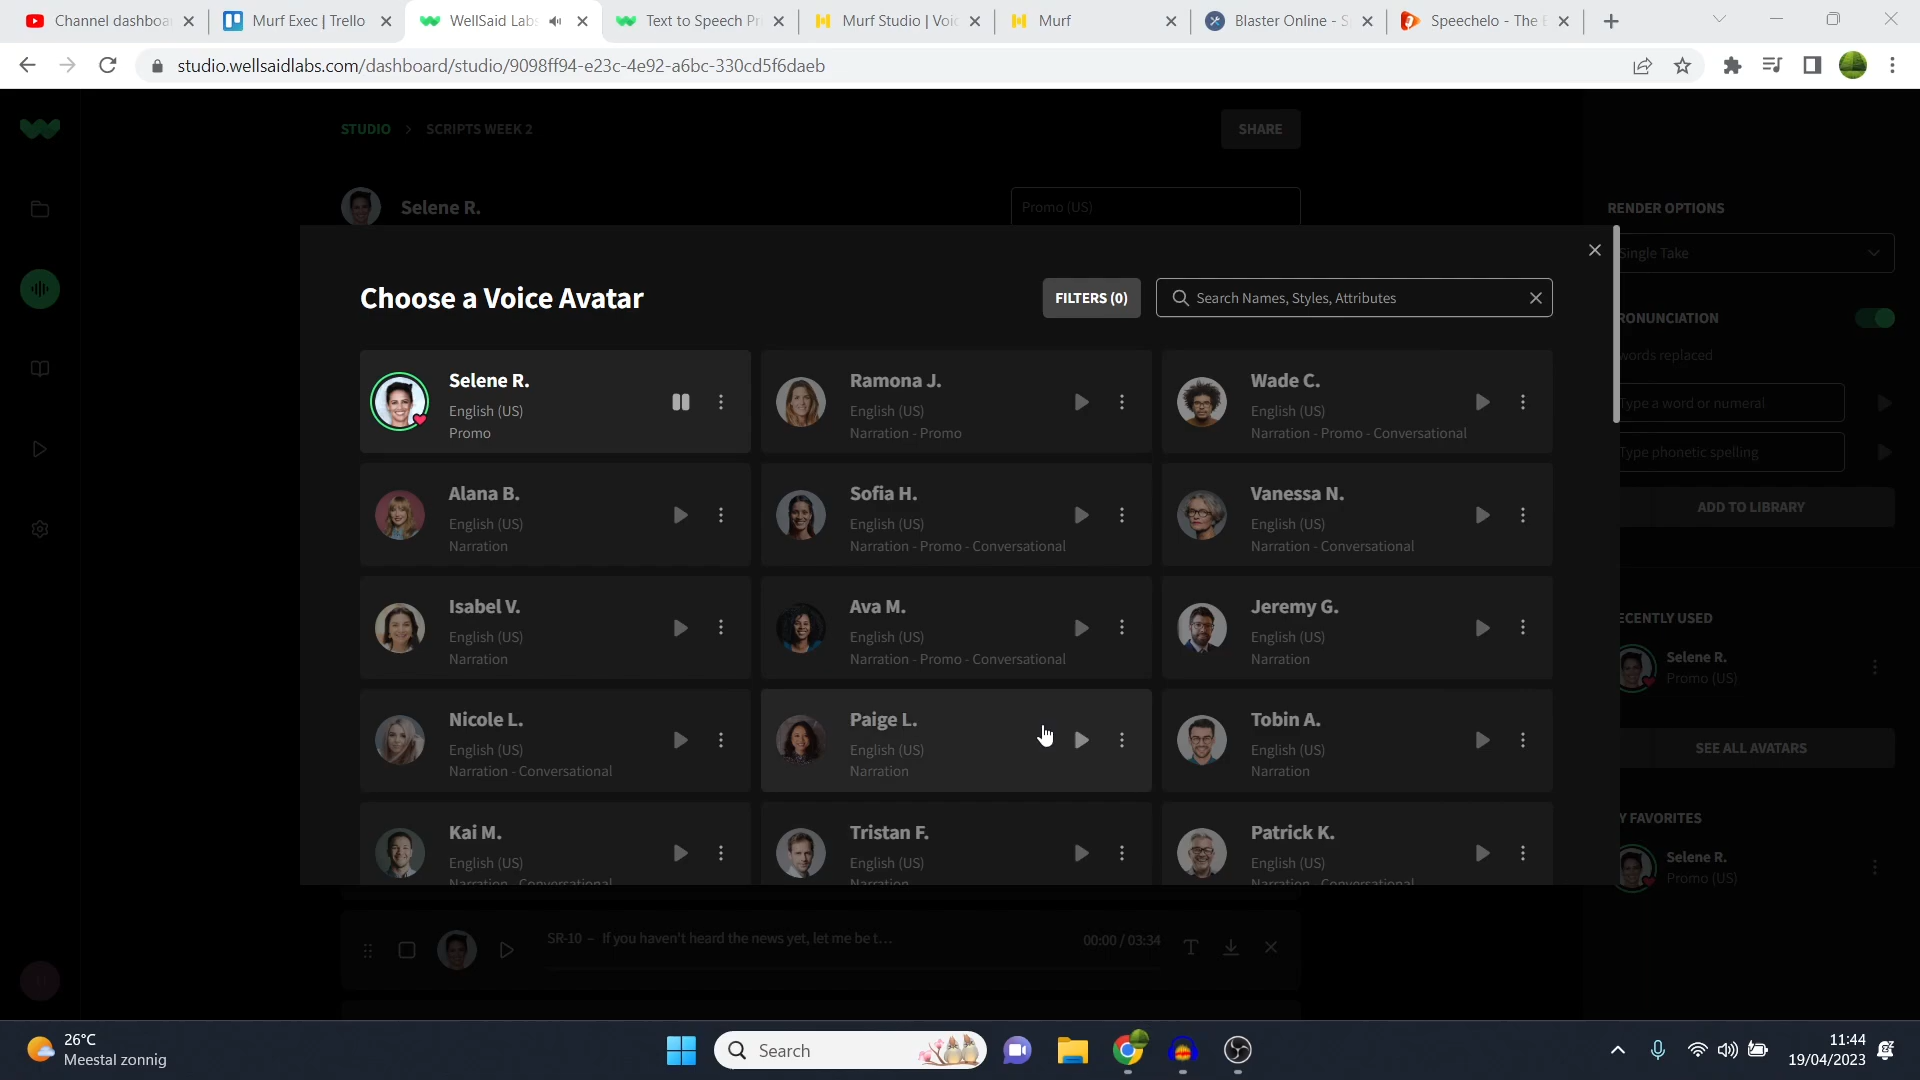 Channel dashboa
Murf Exec | Trello
WellSaid Labs
Text to Speech Pr
Murf Studio | Voic
Murf
Blaster Online - S
Speechelo - The B
studio.wellsaidlabs.com/dashboard/studio/9098ff94-e23c-4e92-a6bc-330cd5f6daeb
STUDIO > SCRIPTS WEEK 2
SHARE
Selene R.
Promo (US)
RENDER OPTIONS
Single Take
Choose a Voice Avatar
FILTERS (0)
Search Names, Styles, Attributes
RONUNCIATION
words replaced
Type a word or numeral
Type phonetic spelling
ADD TO LIBRARY
Selene R.
English (US)
Promo
Ramona J.
English (US)
Narration - Promo
Wade C.
English (US)
Narration - Promo - Conversational
Alana B.
English (US)
Narration
Sofia H.
English (US)
Narration - Promo - Conversational
Vanessa N.
English (US)
Narration - Conversational
Isabel V.
English (US)
Narration
Ava M.
English (US)
Narration - Promo - Conversational
Jeremy G.
English (US)
Narration
Nicole L.
English (US)
Narration - Conversational
Paige L.
English (US)
Narration
Tobin A.
English (US)
Narration
Kai M.
English (US)
Narration - Conversational
Tristan F.
English (US)
Narration
Patrick K.
English (US)
Narration - Conversational
ECENTLY USED
Selene R.
Promo (US)
SEE ALL AVATARS
Y FAVORITES
Selene R.
Promo (US)
SR-10 - If you haven't heard the news yet, let me be t...
00:00 / 03:34
26°C
Meestal zonnig
Search
11:44
19/04/2023